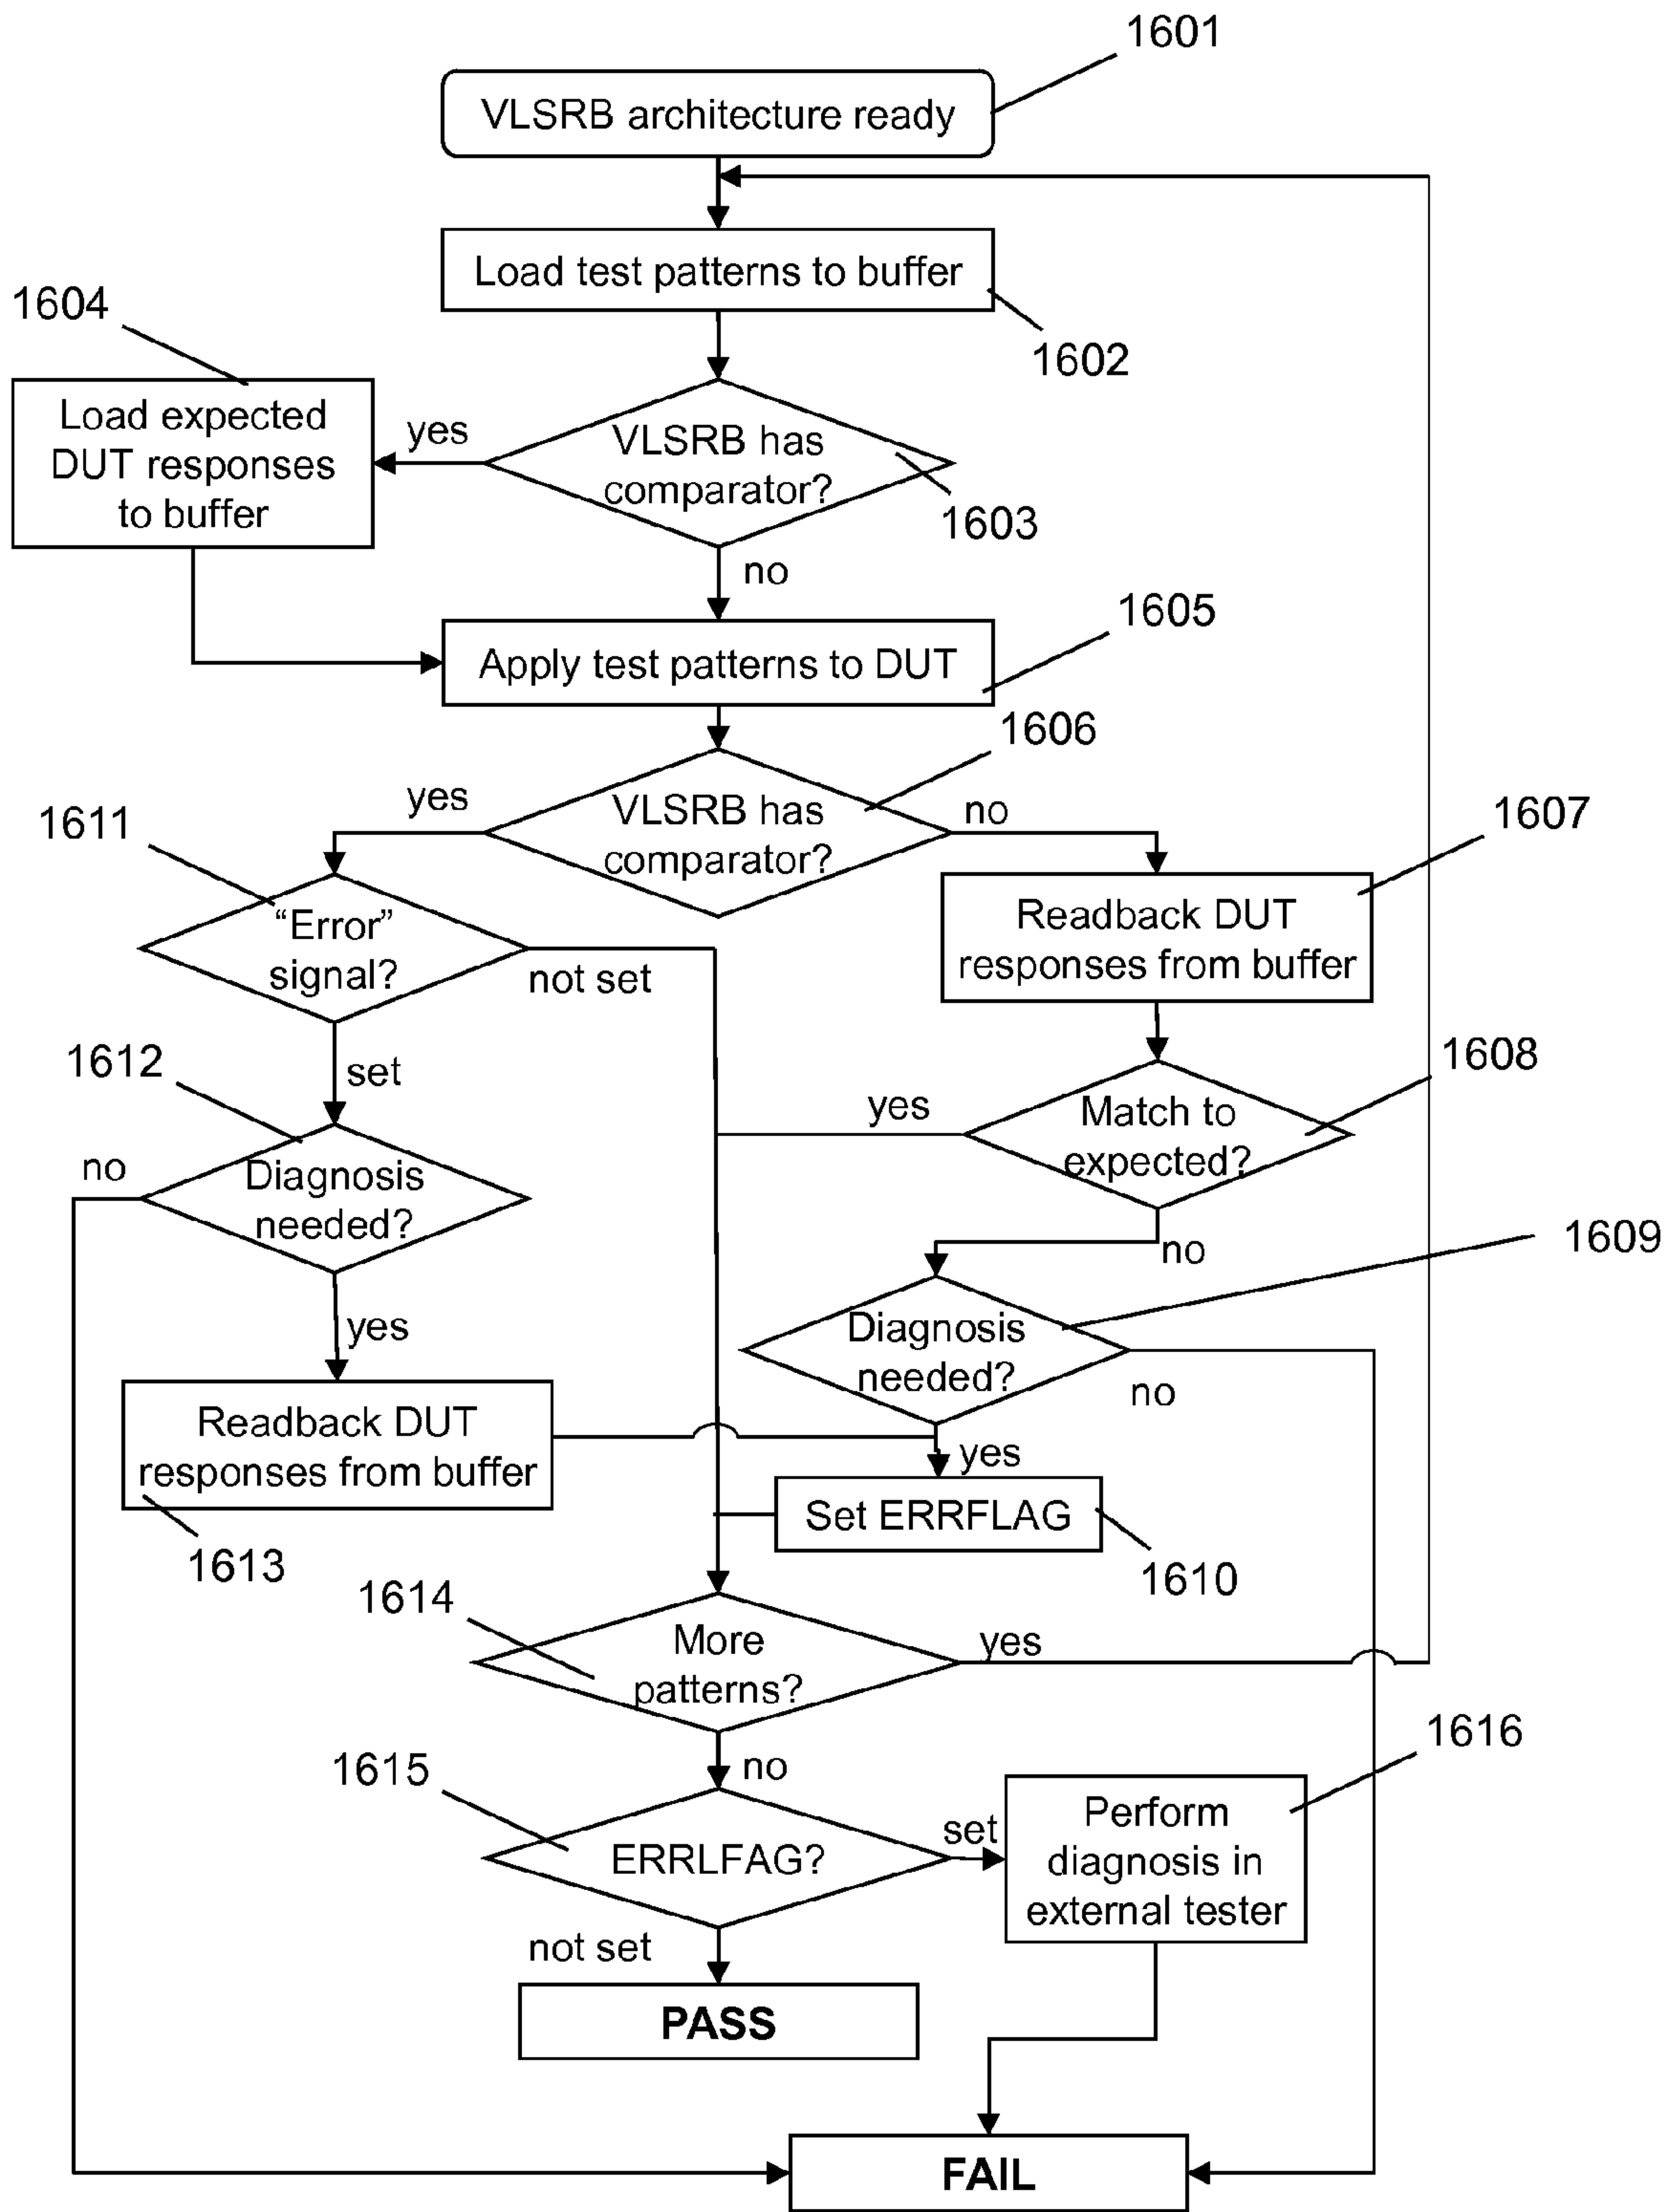 1601
VLSRB architecture ready
Load test patterns to buffer
1602
1604
Load expected
DUT responses
to buffer
yes
VLSRB has
comparator?
1603
no
1605
Apply test patterns to DUT
1606
yes
VLSRB has
comparator?
no
1611
1607
"Error"
signal?
not set
Readback DUT
responses from buffer
1612
set
1608
yes
Match to
expected?
no
Diagnosis
needed?
no
1609
yes
Diagnosis
needed?
no
Readback DUT
responses from buffer
yes
1613
Set ERRFLAG
1610
1614
More
patterns?
yes
1616
1615
no
ERRLFAG?
set
Perform
diagnosis in
external tester
not set
PASS
FAIL